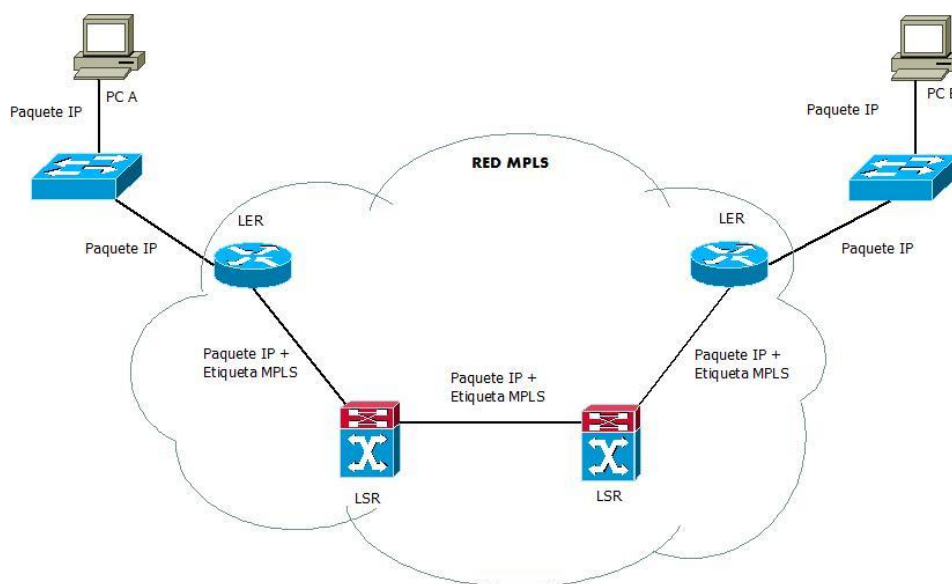 PC A
Paquete IP
Paquete IP
PC B
Paquete IP
RED MPLS
LER
LER
Paquete IP
Paquete IP +
Etiqueta MPLS
Paquete IP +
Etiqueta MPLS
Paquete IP +
Etiqueta MPLS
LSR
LSR